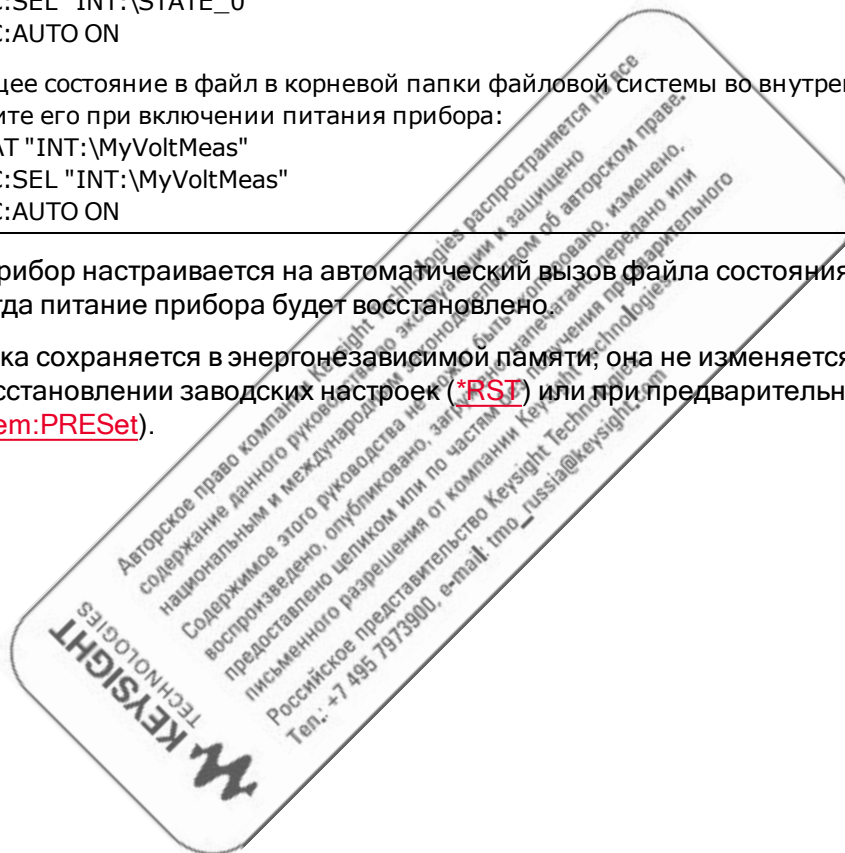 C:SEL "INT:\STATE_0"
C:AUTO ON
щее состояние в файл в корневой папки файловой системы во внутре
ите его при включении питания прибора:
AT "INT:\MyVoltMeas"
C:SEL "INT:\MyVoltMeas"
C:AUTO ON
рибор настраивается на автоматический вызов файла состояния
гда питание прибора будет восстановлено.
ка сохраняется в энергонезависимой памяти; она не изменяется
сстановлении заводских настроек (*RST) или при предварительн
em:PRESet).
Авторское право компании Keysight Technologies распространяется на все
содержание данного руководства по эксплуатации и защищено
национальным и международным законодательством об авторском праве.
Содержимое этого руководства не может быть скопировано, изменено,
воспроизведено, опубликовано, загружено, запрещено передано или
предоставлено целиком или по частям без получения предварительного
письменного разрешения от компании Keysight Technologies.
Российское представительство Keysight Technologies
Тел.: +7 495 7973900, e-mail: tmo_russia@keysight.com
KEYSIGHT
TECHNOLOGIES